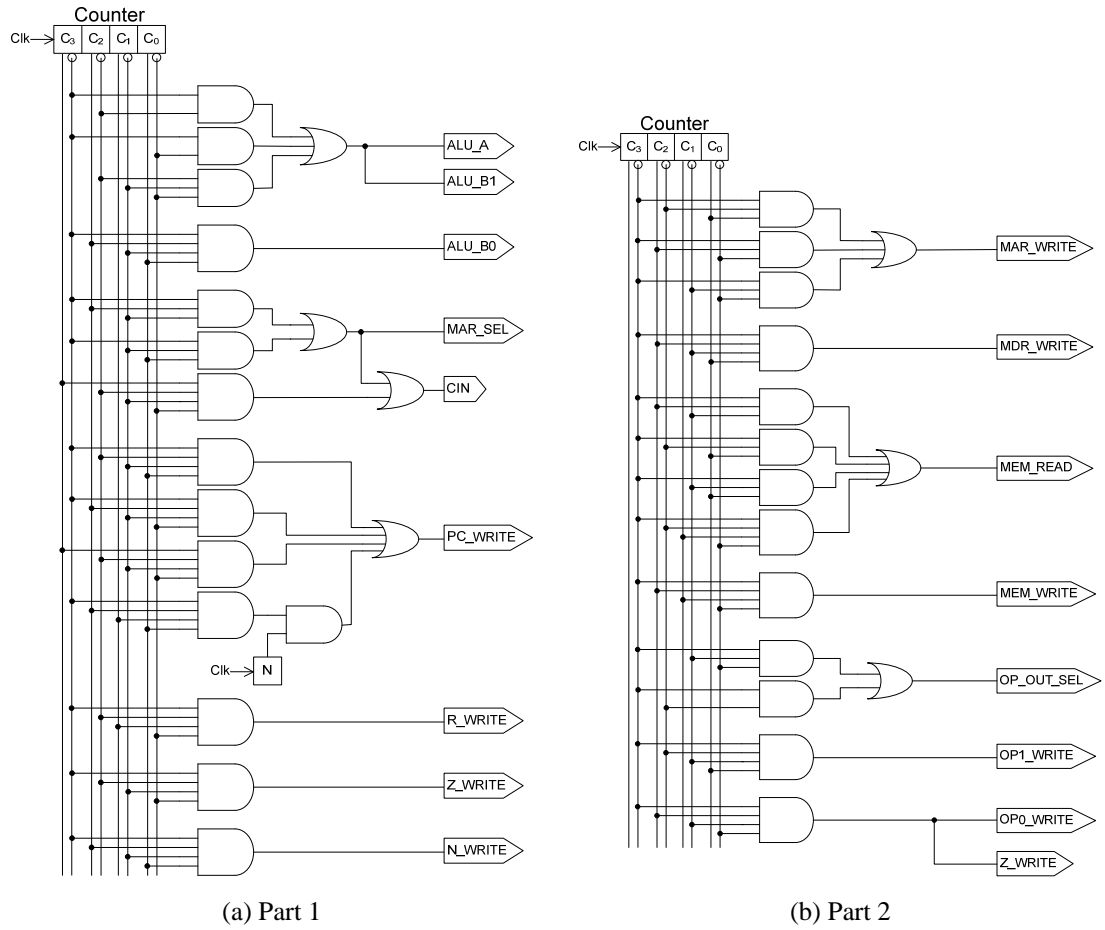 Counter
Clk C3 C2 C1 C0
ALU_A
ALU_B1
ALU_B0
MAR_SEL
CIN
PC_WRITE
Clk N
R_WRITE
Z_WRITE
N_WRITE
(a) Part 1
Counter
Clk C3 C2 C1 C0
MAR_WRITE
MDR_WRITE
MEM_READ
MEM_WRITE
OP_OUT_SEL
OP1_WRITE
OP0_WRITE
Z_WRITE
(b) Part 2